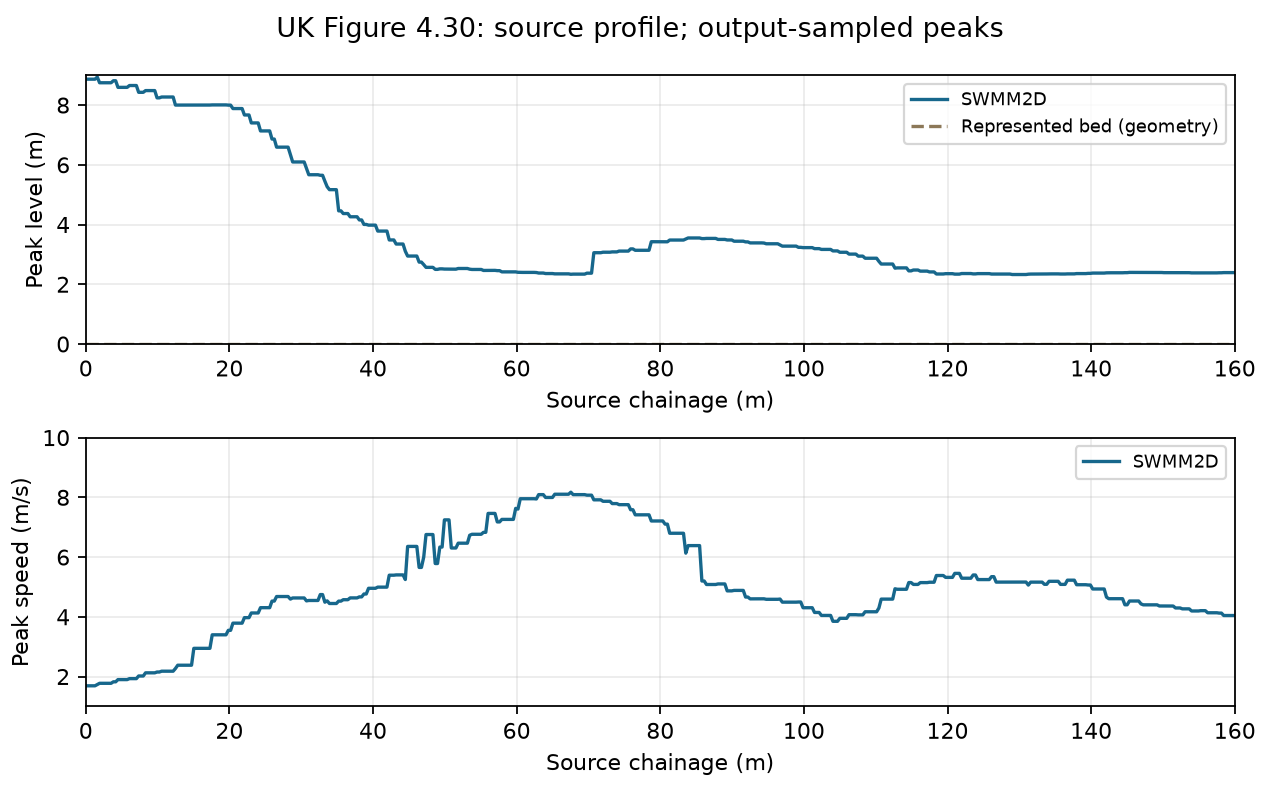 UK Figure 4.30: source profile; output-sampled peaks
SWMM2D
Represented bed (geometry)
Peak level (m)
8
6
4
2
0
0 20 40 60 80 100 120 140 160
Source chainage (m)
SWMM2D
Peak speed (m/s)
10
8
6
4
2
0 20 40 60 80 100 120 140 160
Source chainage (m)